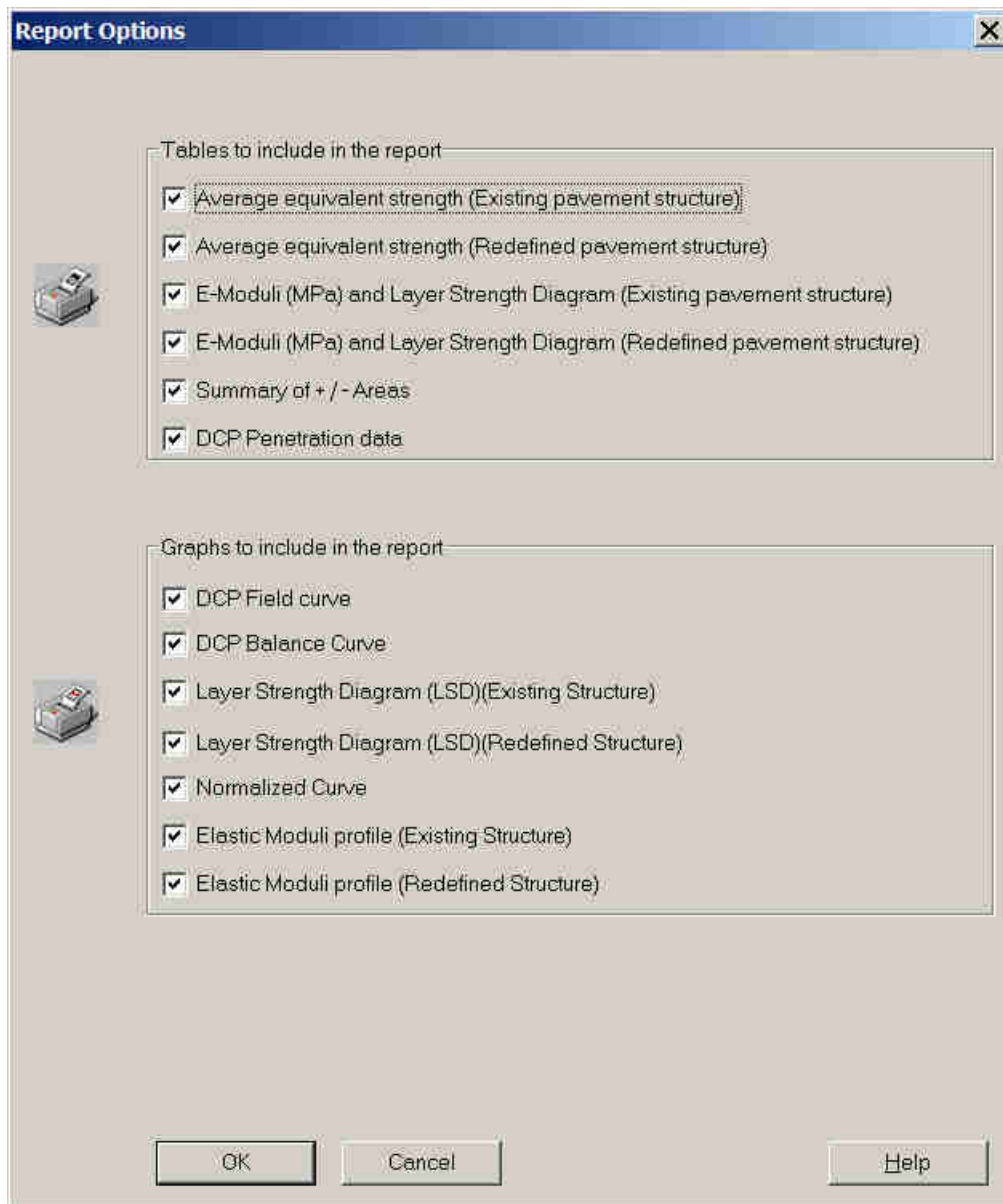 Report Options
Tables to include in the report
Average equivalent strength (Existing pavement structure)
Average equivalent strength (Redefined pavement structure)
E-Moduli (MPa) and Layer Strength Diagram (Existing pavement structure)
E-Moduli (MPa) and Layer Strength Diagram (Redefined pavement structure)
Summary of + / - Areas
DCP Penetration data
Graphs to include in the report
DCP Field curve
DCP Balance Curve
Layer Strength Diagram (LSD)(Existing Structure)
Layer Strength Diagram (LSD)(Redefined Structure)
Normalized Curve
Elastic Moduli profile (Existing Structure)
Elastic Moduli profile (Redefined Structure)
OK
Cancel
Help